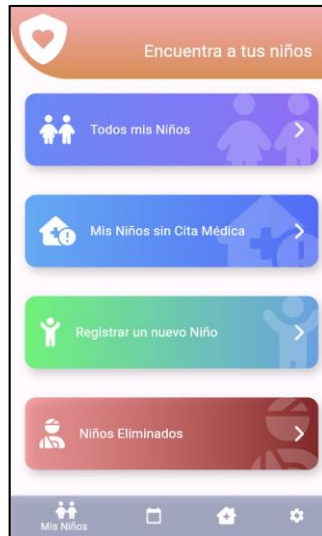 Encuentra a tus niños
Todos mis Niños
Mis Niños sin Cita Médica
Registrar un nuevo Niño
Niños Eliminados
Mis Niños